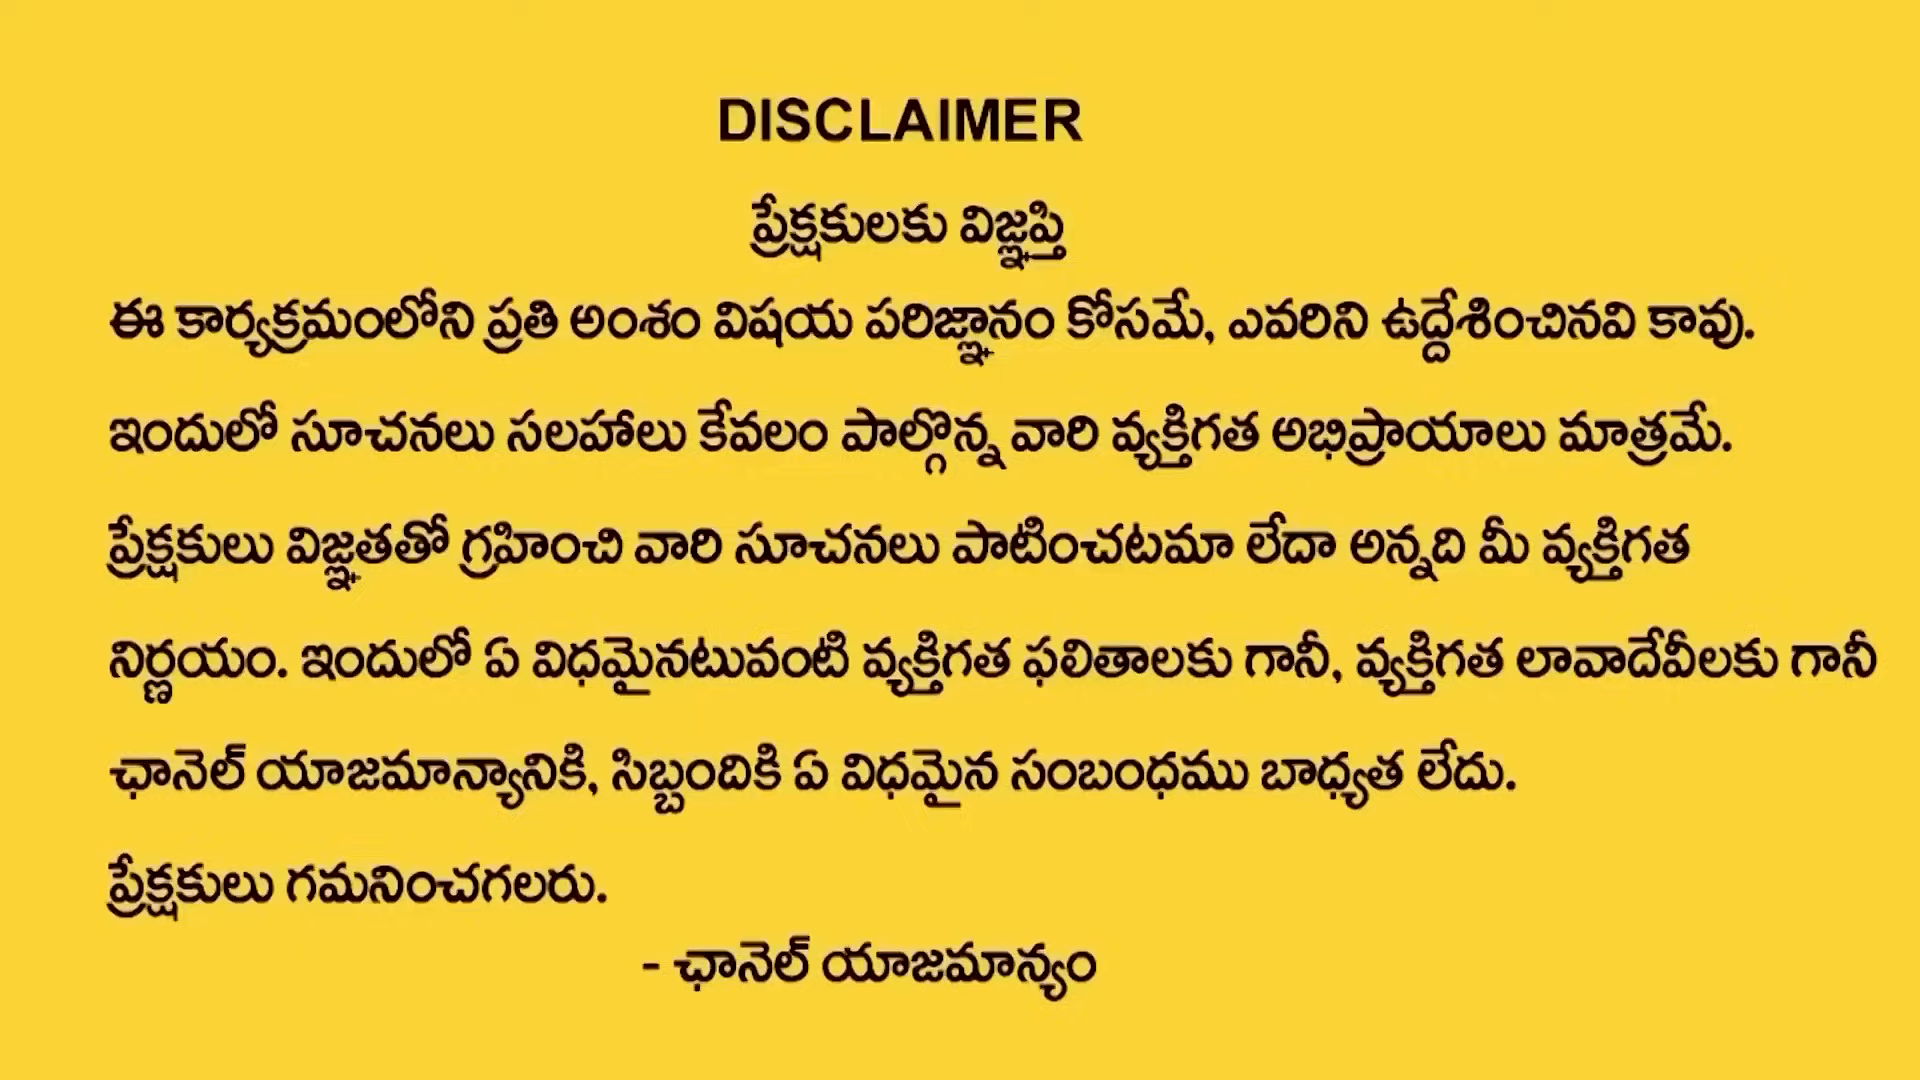 DISCLAIMER
ప్రేక్షకులకు విజ్ఞప్తి
ఈ కార్యక్రమంలోని ప్రతి అంశం విషయ పరిజ్ఞానం కోసమే, ఎవరిని ఉద్దేశించినవి కావు.
ఇందులో సూచనలు సలహాలు కేవలం పాల్గొన్న వారి వ్యక్తిగత అభిప్రాయాలు మాత్రమే.
ప్రేక్షకులు విజ్ఞతతో గ్రహించి వారి సూచనలు పాటించటమా లేదా అన్నది మీ వ్యక్తిగత
నిర్ణయం. ఇందులో ఏ విధమైనటువంటి వ్యక్తిగత ఫలితాలకు గానీ, వ్యక్తిగత లావాదేవీలకు గానీ
ఛానెల్ యాజమాన్యానికి, సిబ్బందికి ఏ విధమైన సంబంధము బాధ్యత లేదు.
ప్రేక్షకులు గమనించగలరు.
- ఛానెల్ యాజమాన్యం